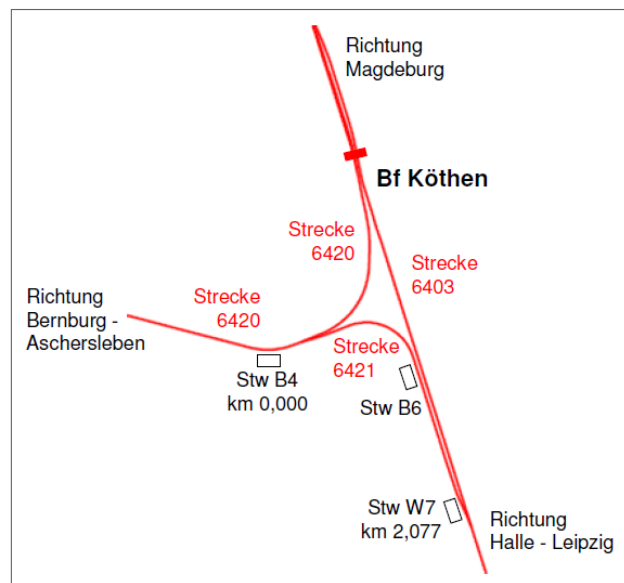 Richtung
Magdeburg
Bf Köthen
Strecke
6420
Strecke
6403
Richtung
Bernburg -
Aschersleben
Strecke
6420
Strecke
6421
Stw B4
km 0,000
Stw B6
Stw W7
km 2,077
Richtung
Halle - Leipzig